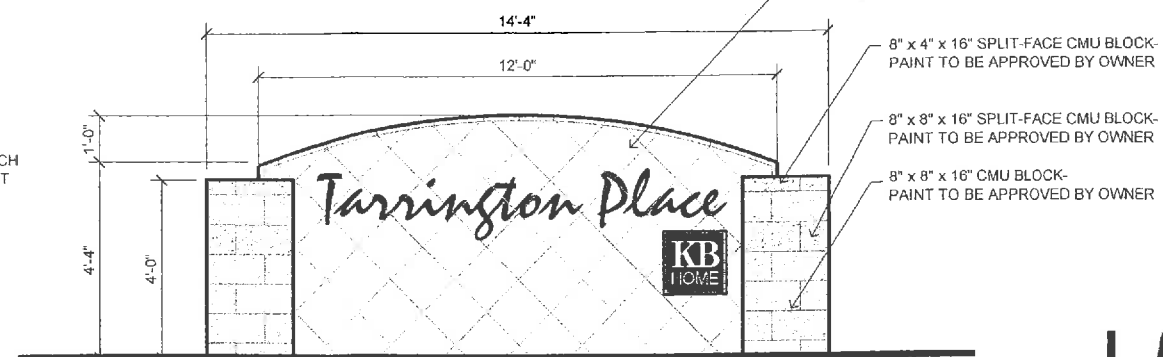 14'-4"
12'-0"
1'-0"
4'-4"
4'-0"
CH
T
Tarrington Place
KB
HOME
8" x 4" x 16" SPLIT-FACE CMU BLOCK-
PAINT TO BE APPROVED BY OWNER
8" x 8" x 16" SPLIT-FACE CMU BLOCK-
PAINT TO BE APPROVED BY OWNER
8" x 8" x 16" CMU BLOCK-
PAINT TO BE APPROVED BY OWNER